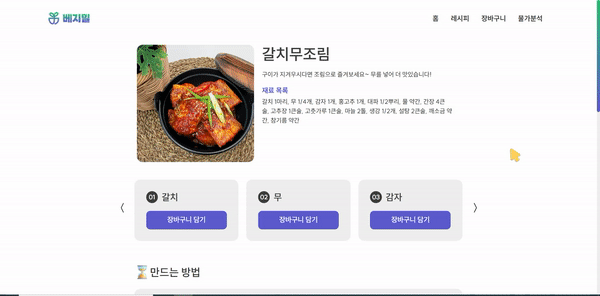 베지밀
홈 레시피 장바구니 물가분석
갈치무조림
구이가 지겨우시다면 조림으로 즐겨보세요~ 무를 넣어 더 맛있습니다!
재료 목록
갈치 1마리, 무 1/4개, 감자 1개, 홍고추 1개, 대파 1/2뿌리, 물 약간, 간장 4큰
술, 고추장 1큰술, 고춧가루 1큰술, 마늘 2톨, 생강 1/2개, 설탕 2큰술, 깨소금 약
간, 참기름 약간
01 갈치
장바구니 담기
02 무
장바구니 담기
03 감자
장바구니 담기
만드는 방법